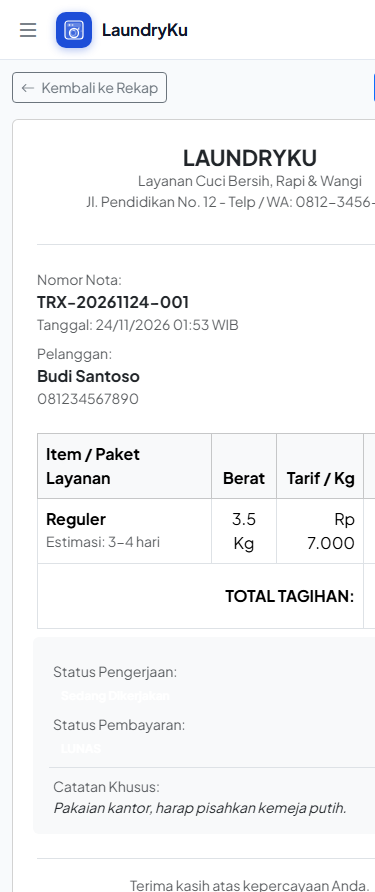 LaundryKu
← Kembali ke Rekap
LAUNDRYKU
Layanan Cuci Bersih, Rapi & Wangi
Jl. Pendidikan No. 12 - Telp / WA: 0812-3456-
Nomor Nota:
TRX-20261124-001
Tanggal: 24/11/2026 01:53 WIB
Pelanggan:
Budi Santoso
081234567890
Item / Paket
Layanan
Berat
Tarif / Kg
Reguler
Estimasi: 3-4 hari
3.5
Kg
Rp
7.000
TOTAL TAGIHAN:
Status Pengerjaan:
Sedang Dikerjakan
Status Pembayaran:
LUNAS
Catatan Khusus:
Pakaian kantor, harap pisahkan kemeja putih.
Terima kasih atas kepercayaan Anda.